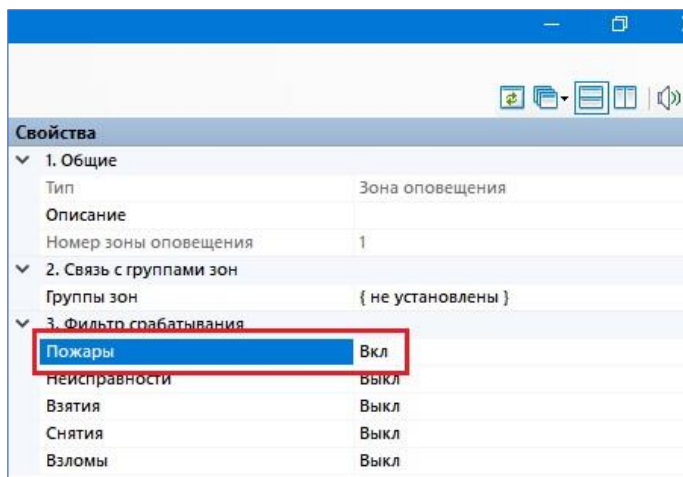 Свойства
1. Общие
Тип Зона оповещения
Описание
Номер зоны оповещения 1
2. Связь с группами зон
Группы зон { не установлены }
3. Фильтр срабатывания
Пожары Вкл
Неисправности Выкл
Взятия Выкл
Снятия Выкл
Взломы Выкл